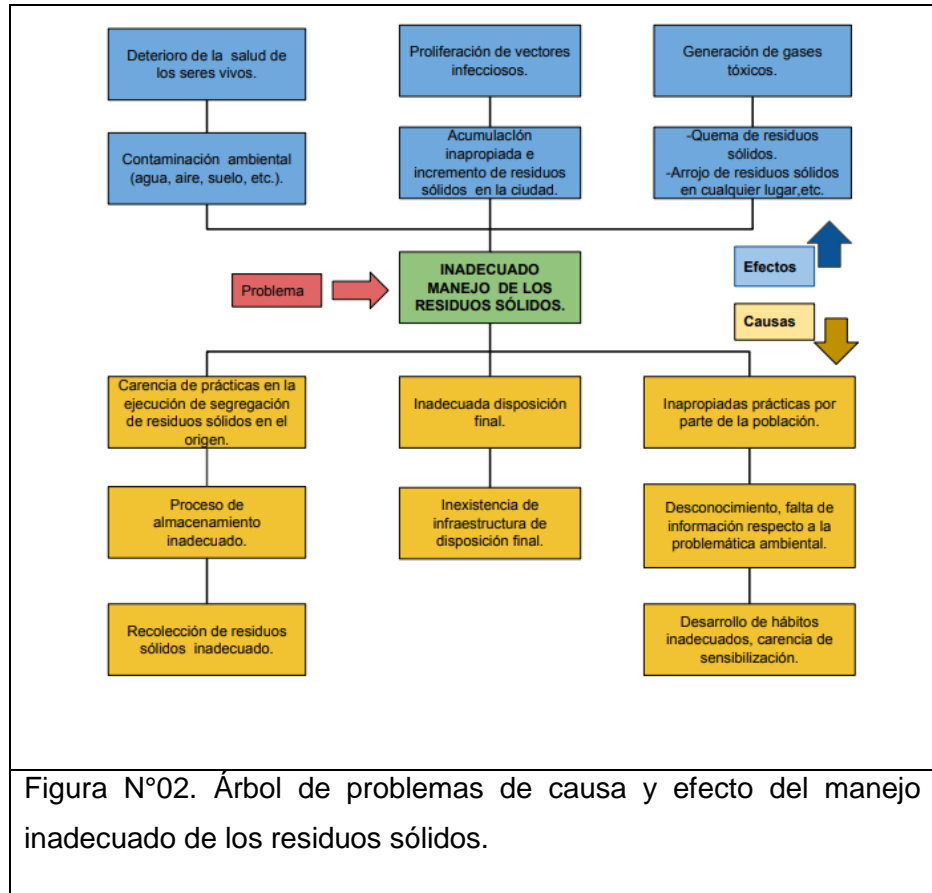 Deterioro de la salud de
los seres vivos.
Proliferación de vectores
infecciosos.
Generación de gases
tóxicos.
Contaminación ambiental
(agua, aire, suelo, etc.).
Acumulación
inapropiada e
incremento de residuos
sólidos en la ciudad.
-Quema de residuos
sólidos.
-Arrojo de residuos sólidos
en cualquier lugar,etc.
Problema
INADECUADO
MANEJO DE LOS
RESIDUOS SÓLIDOS.
Efectos
Causas
Carencia de prácticas en la
ejecución de segregación
de residuos sólidos en el
origen.
Inadecuada disposición
final.
Inapropiadas prácticas por
parte de la población.
Proceso de
almacenamiento
inadecuado.
Inexistencia de
infraestructura de
disposición final.
Desconocimiento, falta de
información respecto a la
problemática ambiental.
Recolección de residuos
sólidos inadecuado.
Desarrollo de hábitos
inadecuados, carencia de
sensibilización.
Figura N°02. Árbol de problemas de causa y efecto del manejo
inadecuado de los residuos sólidos.